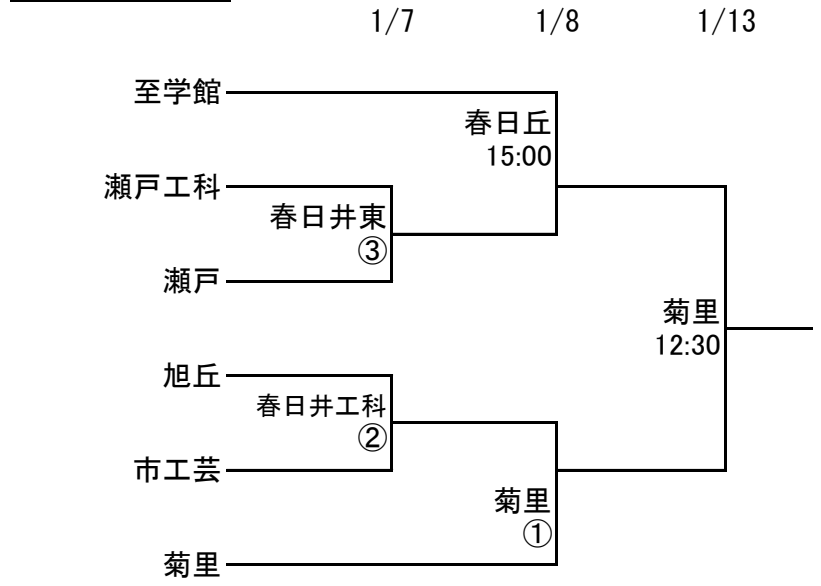 1/7 1/8 1/13
至学館
春日丘
15:00
瀬戸工科
春日井東
③
瀬戸
菊里
12:30
旭丘
春日井工科
②
市工芸
菊里
①
菊里